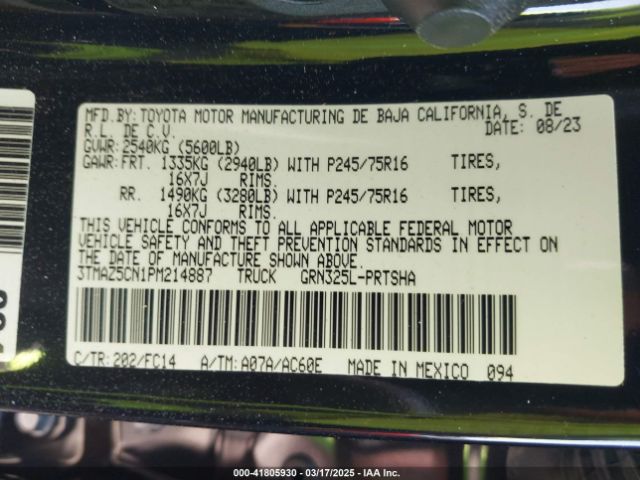 MFD.BY: TOYOTA MOTOR MANUFACTURING DE BAJA CALIFORNIA, S. DE
R.L. DE C.V. DATE: 08/23
GVWR: 2540KG (5600LB)
GAWR: FRT. 1335KG (2940LB) WITH P245/75R16 TIRES,
16X7J RIMS.
RR. 1490KG (3280LB) WITH P245/75R16 TIRES,
16X7J RIMS.
THIS VEHICLE CONFORMS TO ALL APPLICABLE FEDERAL MOTOR
VEHICLE SAFETY AND THEFT PREVENTION STANDARDS IN EFFECT ON
THE DATE OF MANUFACTURE SHOWN ABOVE.
3TMAZ5CN1PM214887 TRUCK GRN325L-PRTSHA
C/TR: 202/FC14 A/TM: A07A/AC60E MADE IN MEXICO 094
000-41805930 - 03/17/2025 - IAA Inc.